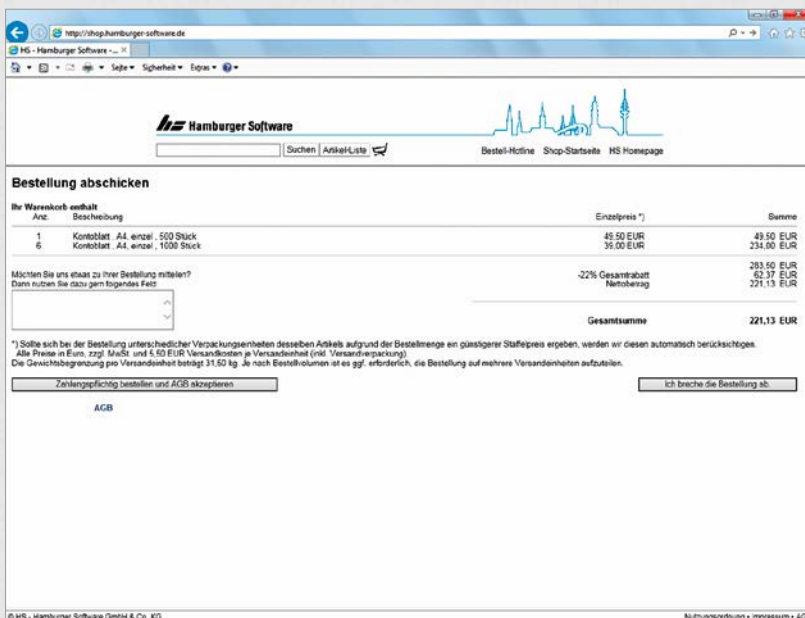 http://shop.hamburger-software.de
HS - Hamburger Software -... ×
Seite Sicherheit Extras
hs Hamburger Software
Suchen Artikel-Liste
Bestell-Hotline Shop-Startseite HS Homepage
Bestellung abschicken
Ihr Warenkorb enthält
Anz. Beschreibung Einzelpreis *) Summe
1 Kontoblatt , A4, einzel , 500 Stück 49,50 EUR 49,50 EUR
6 Kontoblatt , A4, einzel , 1000 Stück 39,00 EUR 234,00 EUR
283,50 EUR
-22% Gesamtrabatt 62,37 EUR
Nettobetrag 221,13 EUR
Möchten Sie uns etwas zu Ihrer Bestellung mitteilen?
Dann nutzen Sie dazu gern folgendes Feld:
Gesamtsumme 221,13 EUR
*) Sollte sich bei der Bestellung unterschiedlicher Verpackungseinheiten desselben Artikels aufgrund der Bestellmenge ein günstigerer Staffelpreis ergeben, werden wir diesen automatisch berücksichtigen.
Alle Preise in Euro, zzgl. MwSt. und 5,50 EUR Versandkosten je Versandeinheit (inkl. Versandverpackung).
Die Gewichtsbegrenzung pro Versandeinheit beträgt 31,50 kg. Je nach Bestellvolumen ist es ggf. erforderlich, die Bestellung auf mehrere Versandeinheiten aufzuteilen.
Zahlungspflichtig bestellen und AGB akzeptieren Ich breche die Bestellung ab.
AGB
© HS - Hamburger Software GmbH & Co. KG Nutzungsordnung • Impressum •